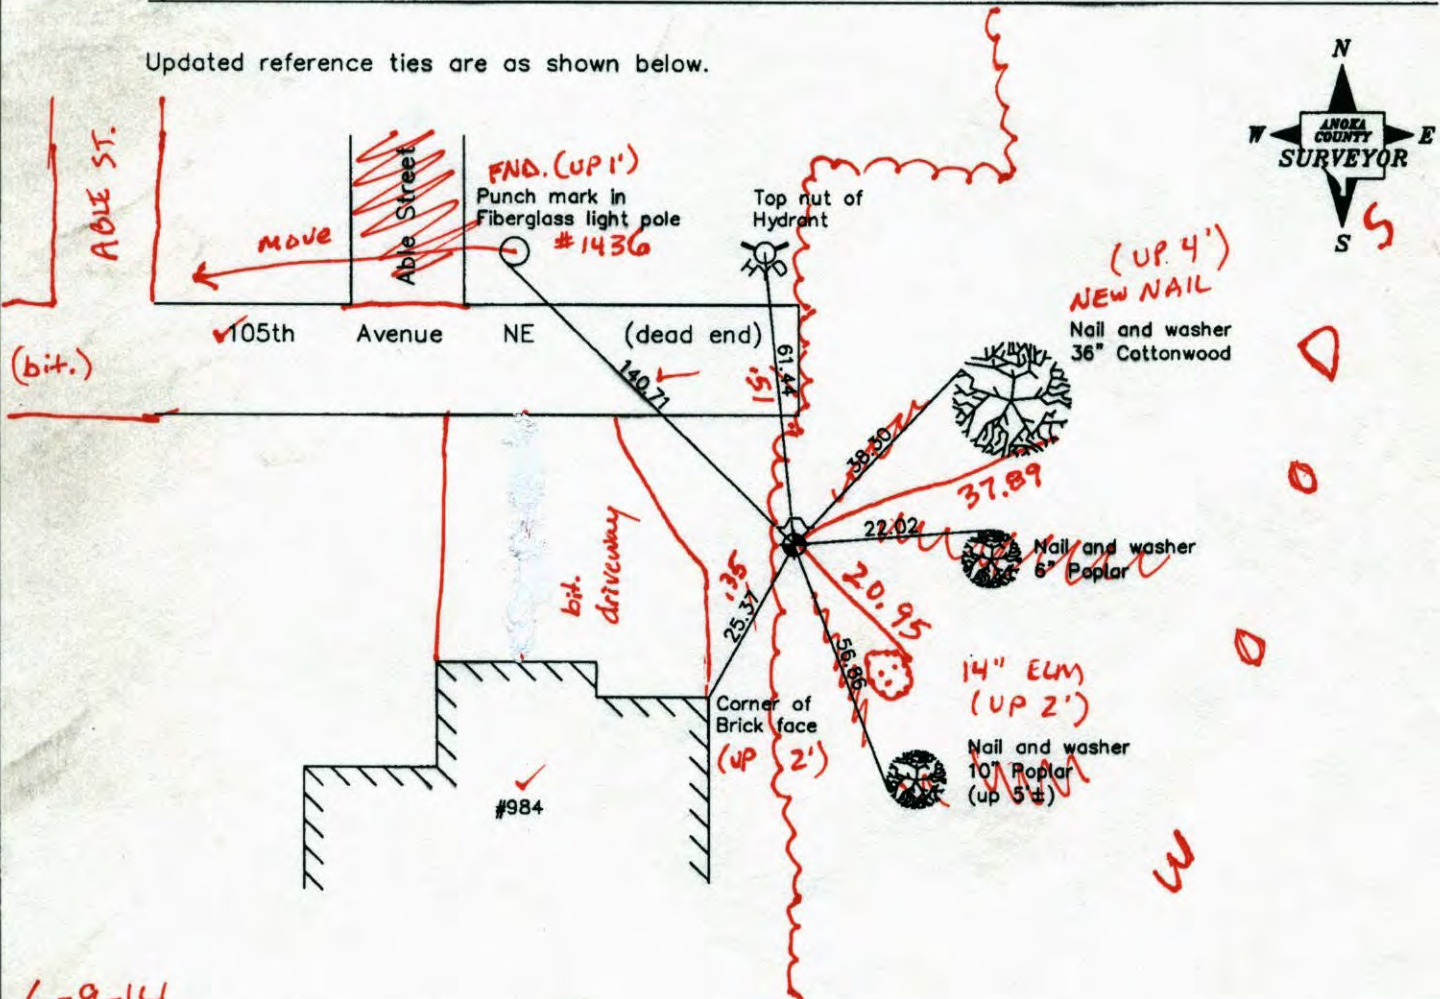 Updated reference ties are as shown below.
N
W
E
ANOKA
COUNTY
SURVEYOR
S
ABLE ST.
Able Street
FND. (UP 1')
Punch mark in
Fiberglass light pole
#1436
MOVE
Top nut of
Hydrant
HYD
(UP 4')
NEW NAIL
Nail and washer
36" Cottonwood
105th Avenue NE (dead end)
(bit.)
140.71
61.44
.51
38.30
37.89
22.02
Nail and washer
6" Poplar
20.95
bit.
driveway
.35
25.37
56.86
14" ELM
(UP 2')
Corner of
Brick face
(UP 2')
Nail and washer
10" Poplar
(up 5'±)
#984
S
D
O
O
W
6-9-14